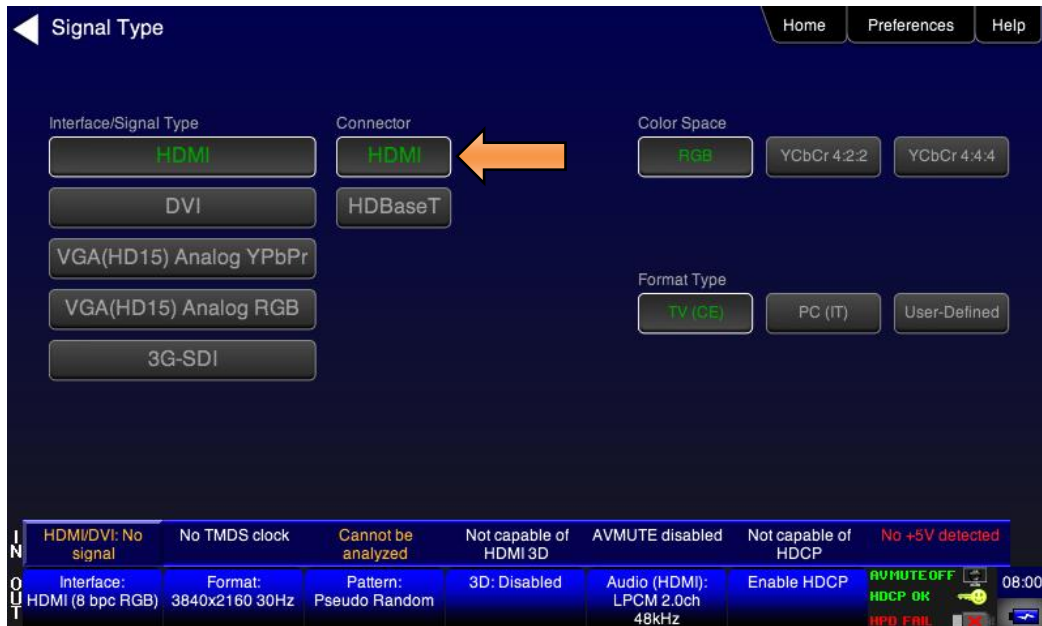 Signal Type
Home
Preferences
Help
Interface/Signal Type
Connector
Color Space
HDMI
HDMI
RGB
YCbCr 4:2:2
YCbCr 4:4:4
DVI
HDBaseT
VGA(HD15) Analog YPbPr
Format Type
VGA(HD15) Analog RGB
TV (CE)
PC (IT)
User-Defined
3G-SDI
IN
HDMI/DVI: No
signal
No TMDS clock
Cannot be
analyzed
Not capable of
HDMI 3D
AVMUTE disabled
Not capable of
HDCP
No +5V detected
OUT
Interface:
HDMI (8 bpc RGB)
Format:
3840x2160 30Hz
Pattern:
Pseudo Random
3D: Disabled
Audio (HDMI):
LPCM 2.0ch
48kHz
Enable HDCP
AVMUTE OFF
HDCP OK
HPD FAIL
08:00